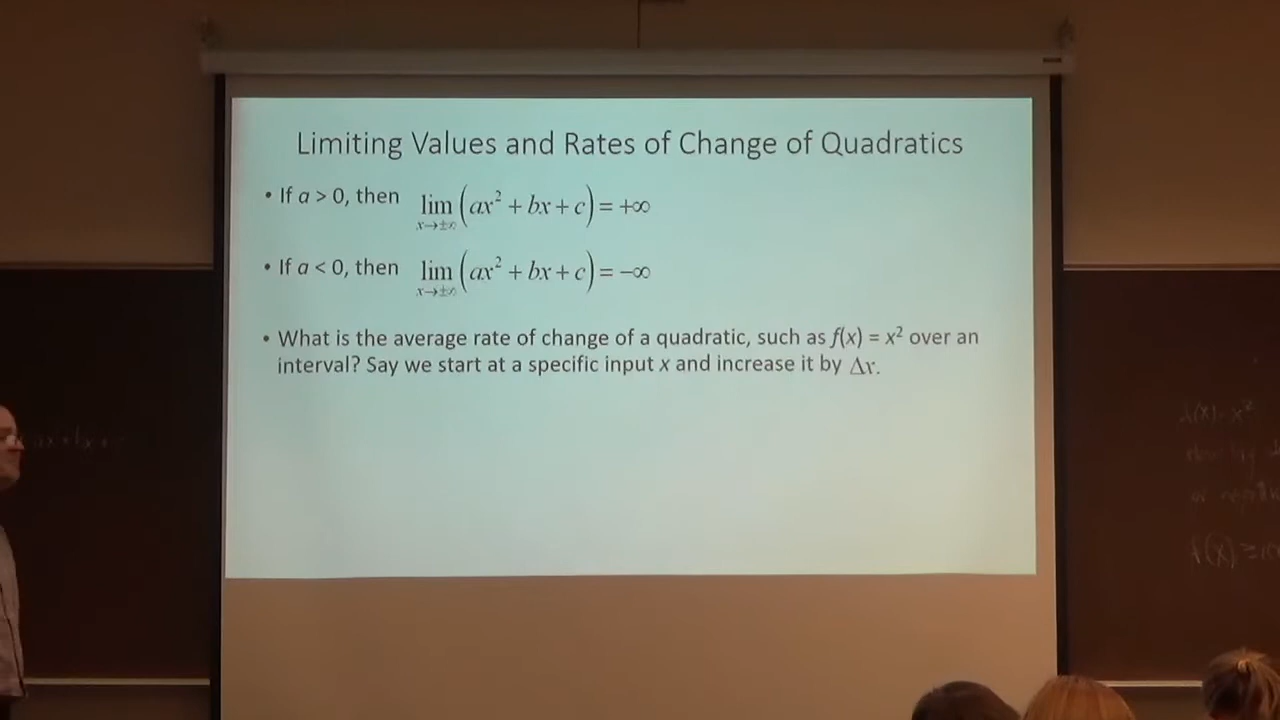 Limiting Values and Rates of Change of Quadratics
• If a > 0, then lim x→±∞ (ax² + bx + c) = +∞
• If a < 0, then lim x→±∞ (ax² + bx + c) = −∞
• What is the average rate of change of a quadratic, such as f(x) = x² over an
interval? Say we start at a specific input x and increase it by Δx.
f(x) = x²